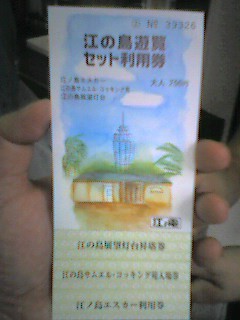 江の島遊覧
セット利用券
江ノ島エスカー
江の島サムエル・コッキング苑
江の島展望灯台
大人 750円
江ノ電
江の島展望灯台昇塔券
江の島サムエル・コッキング苑入場券
江ノ島エスカー利用券